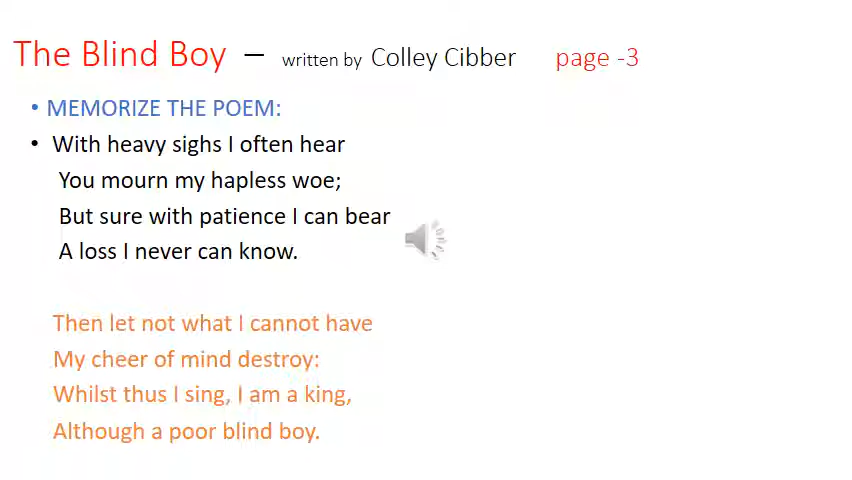 The Blind Boy – written by Colley Cibber page -3
• MEMORIZE THE POEM:
• With heavy sighs I often hear
You mourn my hapless woe;
But sure with patience I can bear
A loss I never can know.
Then let not what I cannot have
My cheer of mind destroy:
Whilst thus I sing, I am a king,
Although a poor blind boy.